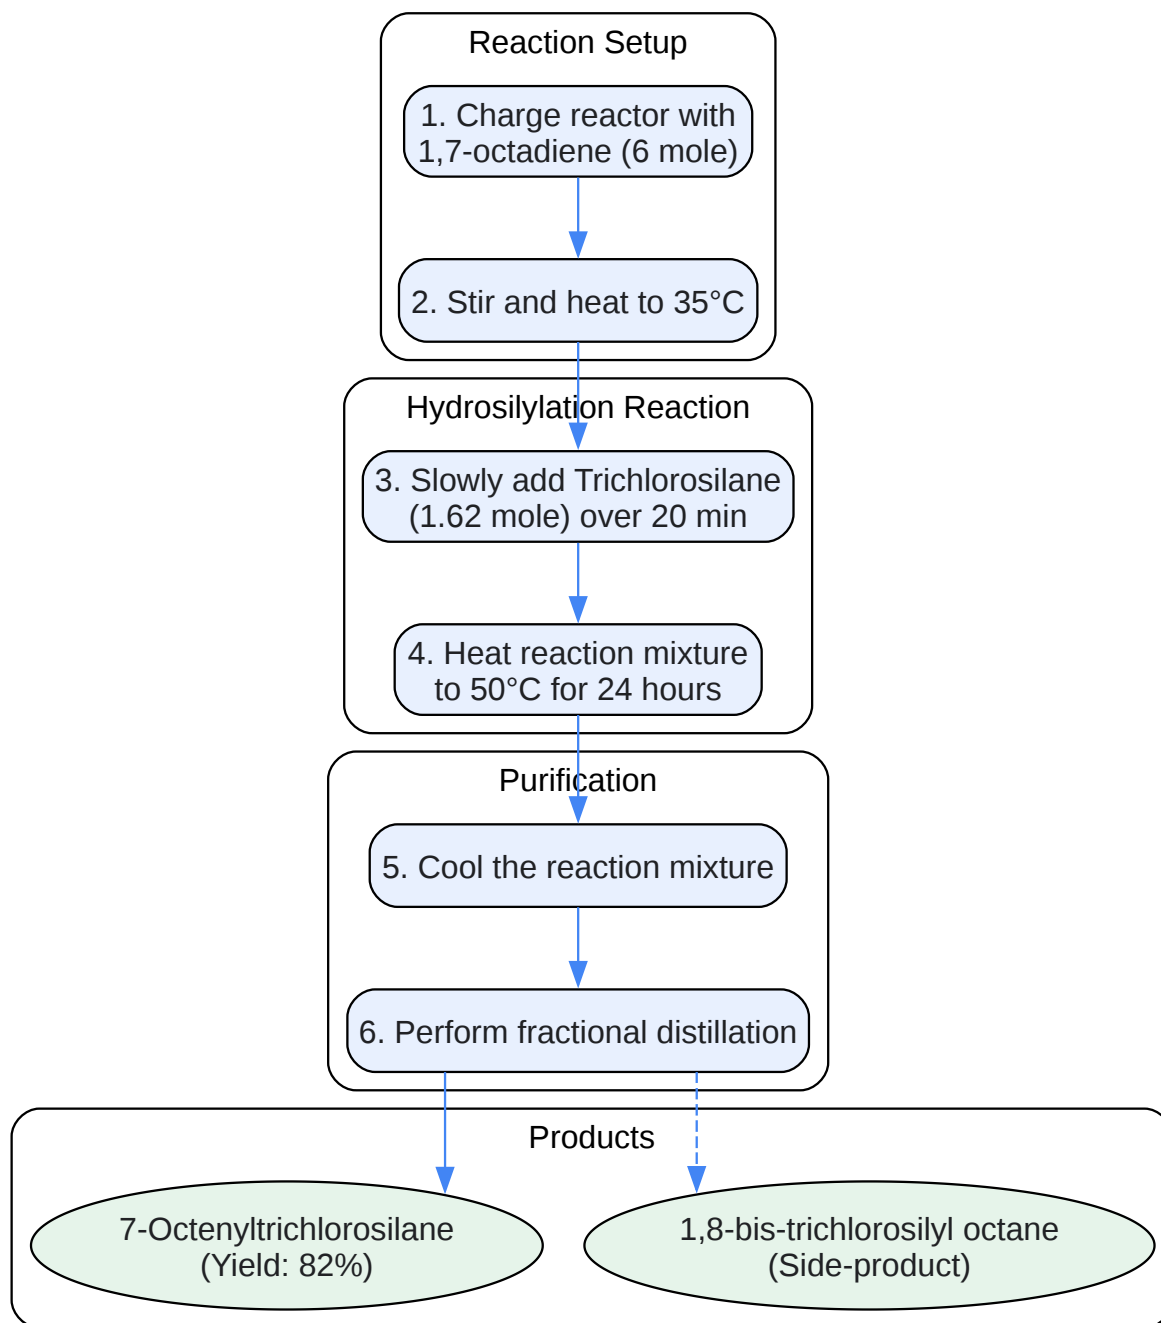 Reaction Setup
1. Charge reactor with
1,7-octadiene (6 mole)
2. Stir and heat to 35°C
Hydrosilylation Reaction
3. Slowly add Trichlorosilane
(1.62 mole) over 20 min
4. Heat reaction mixture
to 50°C for 24 hours
Purification
5. Cool the reaction mixture
6. Perform fractional distillation
Products
7-Octenyltrichlorosilane
(Yield: 82%)
1,8-bis-trichlorosilyl octane
(Side-product)